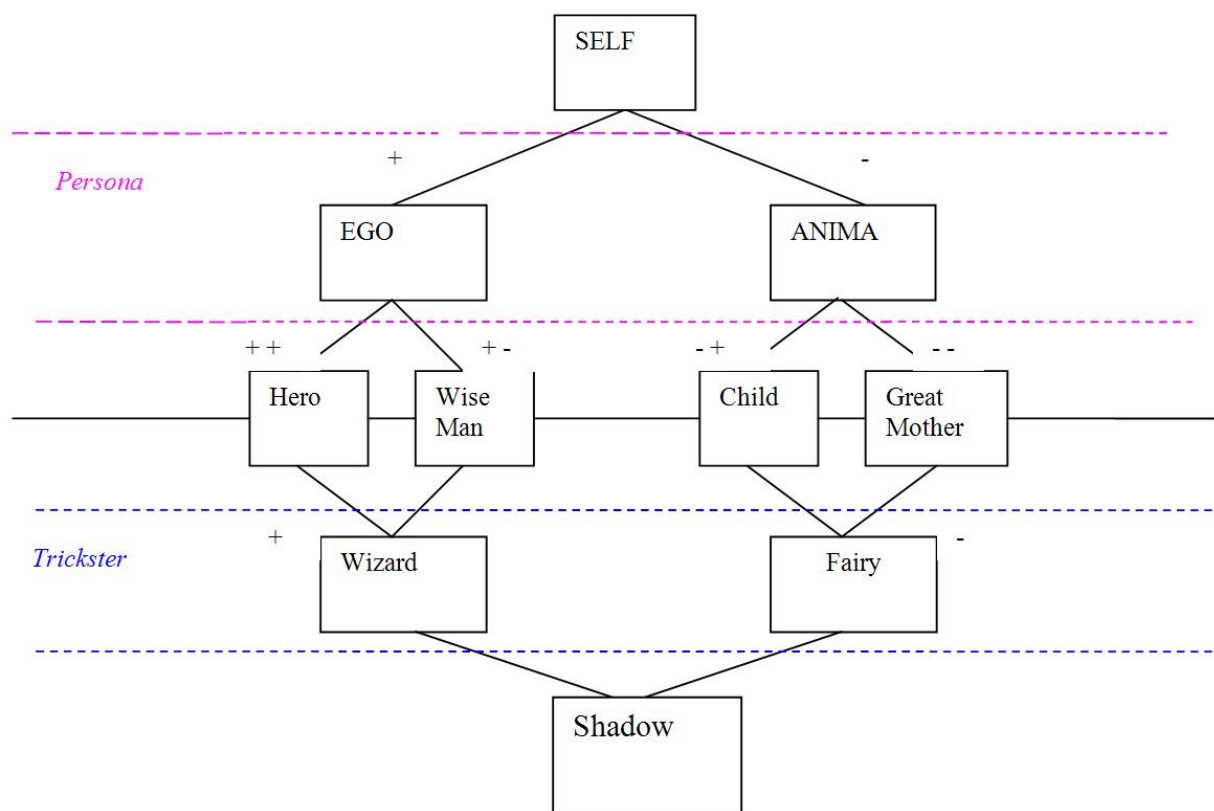 SELF
+
-
Persona
EGO
ANIMA
+ +
+ -
- +
- -
Hero
Wise
Man
Child
Great
Mother
+
-
Trickster
Wizard
Fairy
Shadow